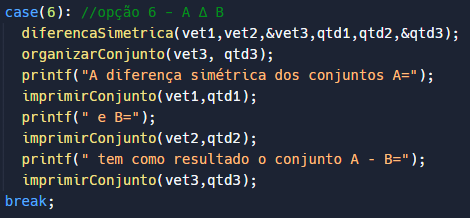 case(6): //opção 6 - A Δ B
diferencaSimetrica(vet1,vet2,&vet3,qtd1,qtd2,&qtd3);
organizarConjunto(vet3, qtd3);
printf("A diferença simétrica dos conjuntos A=");
imprimirConjunto(vet1,qtd1);
printf(" e B=");
imprimirConjunto(vet2,qtd2);
printf(" tem como resultado o conjunto A - B=");
imprimirConjunto(vet3,qtd3);
break;